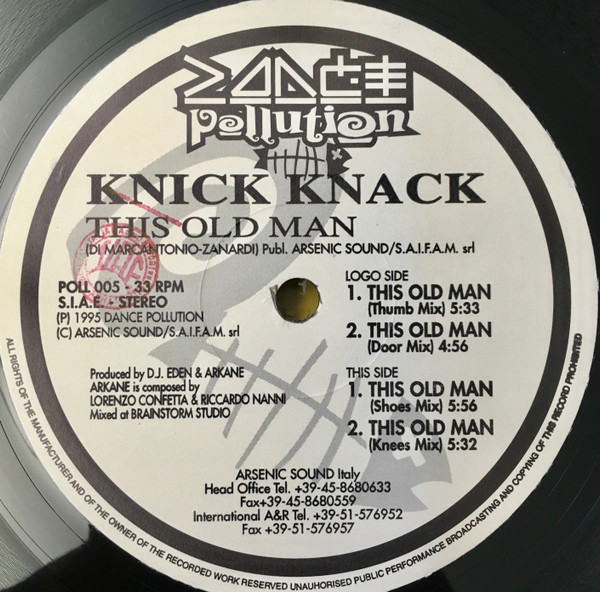 DANCE
pollution
KNICK KNACK
THIS OLD MAN
(DI MARCANTONIO-ZANARDI) Publ. ARSENIC SOUND/S.A.I.F.A.M. srl
POLL 005 - 33 RPM
S.I.A.E. - STEREO
(P) 1995 DANCE POLLUTION
(C) ARSENIC SOUND/S.A.I.F.A.M. srl
Produced by D.J. EDEN & ARKANE
ARKANE is composed by
LORENZO CONFETTA & RICCARDO NANNI
Mixed at BRAINSTORM STUDIO
LOGO SIDE
1. THIS OLD MAN
(Thumb Mix) 5:33
2. THIS OLD MAN
(Door Mix) 4:56
THIS SIDE
1. THIS OLD MAN
(Shoes Mix) 5:56
2. THIS OLD MAN
(Knees Mix) 5:32
ARSENIC SOUND Italy
Head Office Tel. +39-45-8680633
Fax+39-45-8680559
International A&R Tel. +39-51-576952
Fax +39-51-576957
ALL RIGHTS OF THE MANUFACTURER AND OF THE OWNER OF THE RECORDED WORK RESERVED UNAUHORISED PUBLIC PERFORMANCE BROADCASTING AND COPYING OF THIS RECORD PROHIBITED